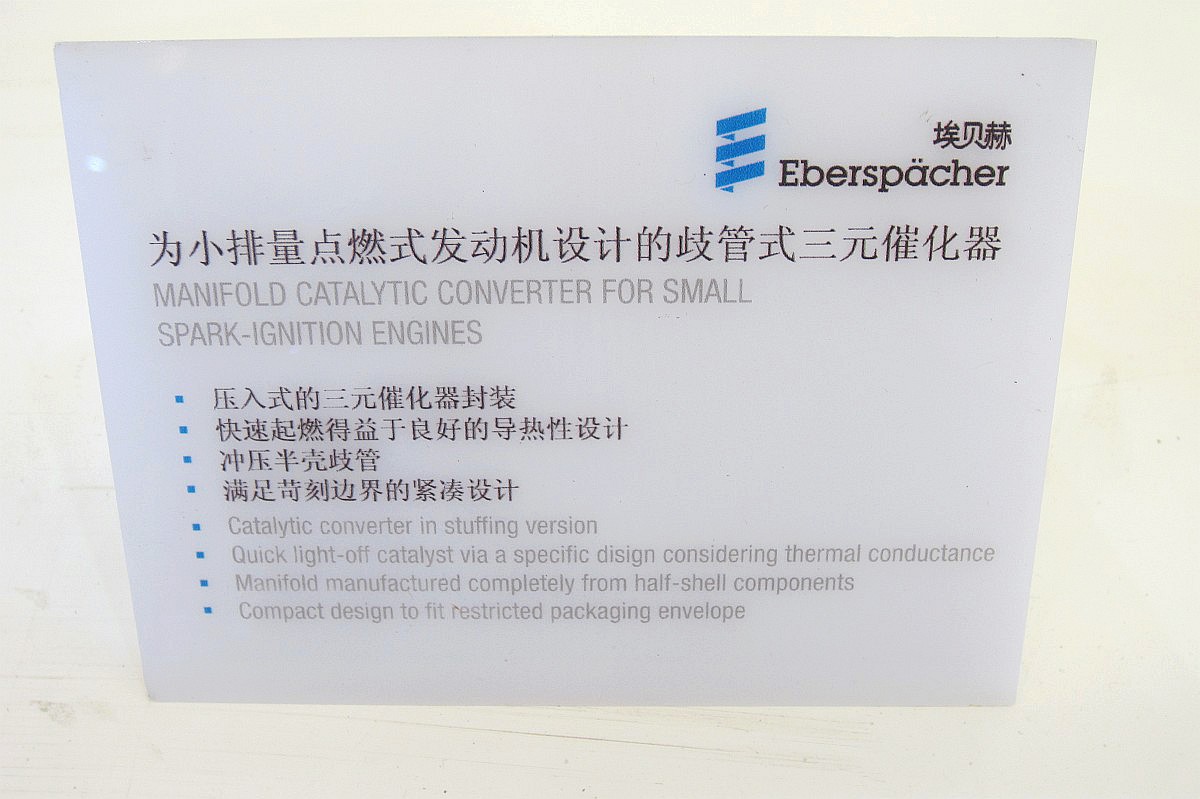 埃贝赫
Eberspächer
为小排量点燃式发动机设计的歧管式三元催化器
MANIFOLD CATALYTIC CONVERTER FOR SMALL
SPARK-IGNITION ENGINES
压入式的三元催化器封装
快速起燃得益于良好的导热性设计
冲压半壳歧管
满足苛刻边界的紧凑设计
Catalytic converter in stuffing version
Quick light-off catalyst via a specific disign considering thermal conductance
Manifold manufactured completely from half-shell components
Compact design to fit restricted packaging envelope